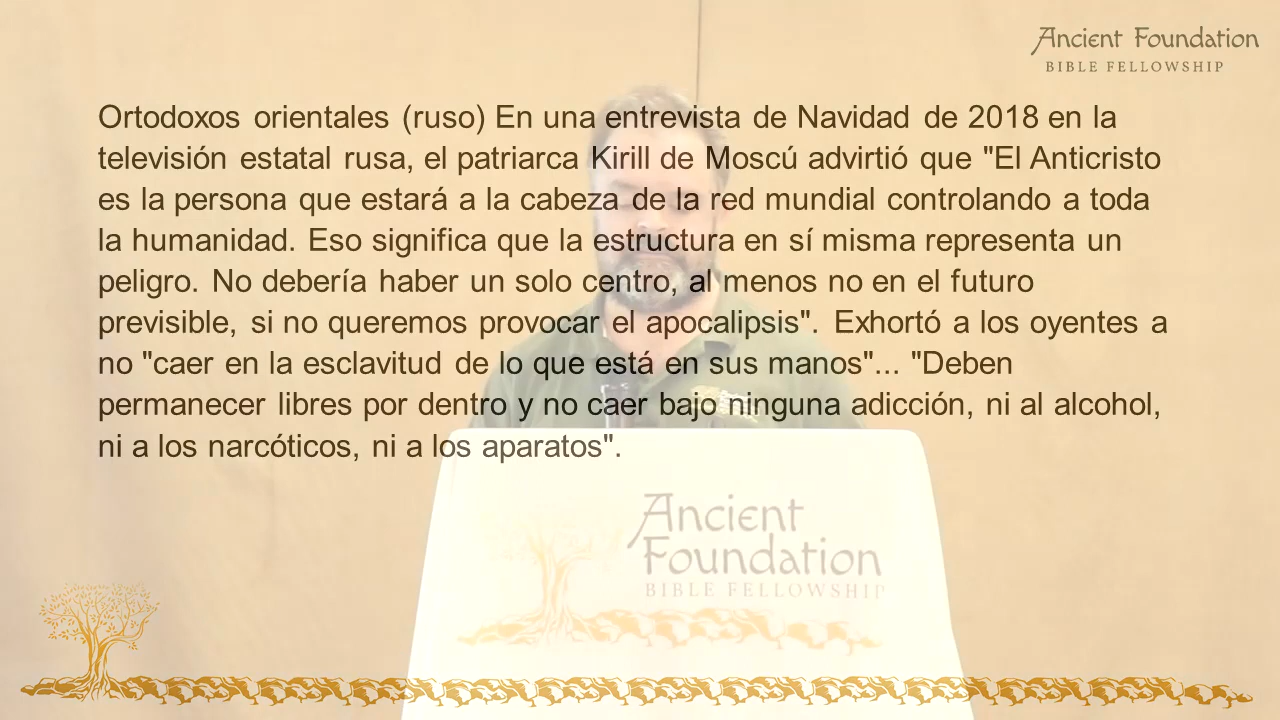 Ancient Foundation
BIBLE FELLOWSHIP
Ortodoxos orientales (ruso) En una entrevista de Navidad de 2018 en la
televisión estatal rusa, el patriarca Kirill de Moscú advirtió que "El Anticristo
es la persona que estará a la cabeza de la red mundial controlando a toda
la humanidad. Eso significa que la estructura en sí misma representa un
peligro. No debería haber un solo centro, al menos no en el futuro
previsible, si no queremos provocar el apocalipsis". Exhortó a los oyentes a
no "caer en la esclavitud de lo que está en sus manos"... "Deben
permanecer libres por dentro y no caer bajo ninguna adicción, ni al alcohol,
ni a los narcóticos, ni a los aparatos".
Ancient
Foundation
BIBLE FELLOWSHIP